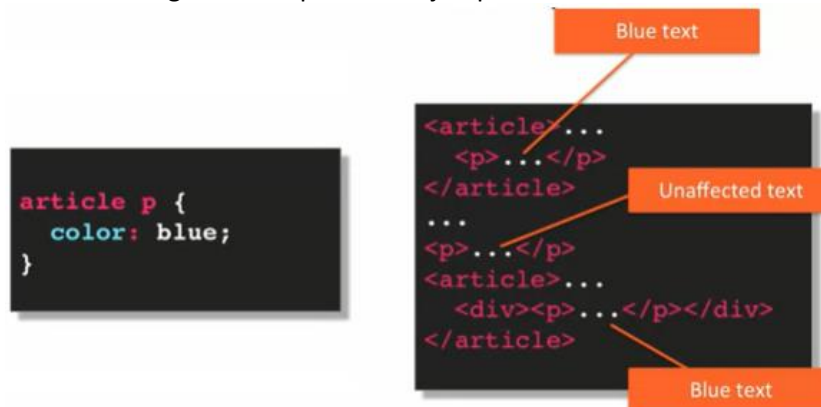 Blue text
article p {
color: blue;
}
<article>...
<p>...</p>
</article>
Unaffected text
...
<p>...</p>
<article>...
<div><p>...</p></div>
</article>
Blue text